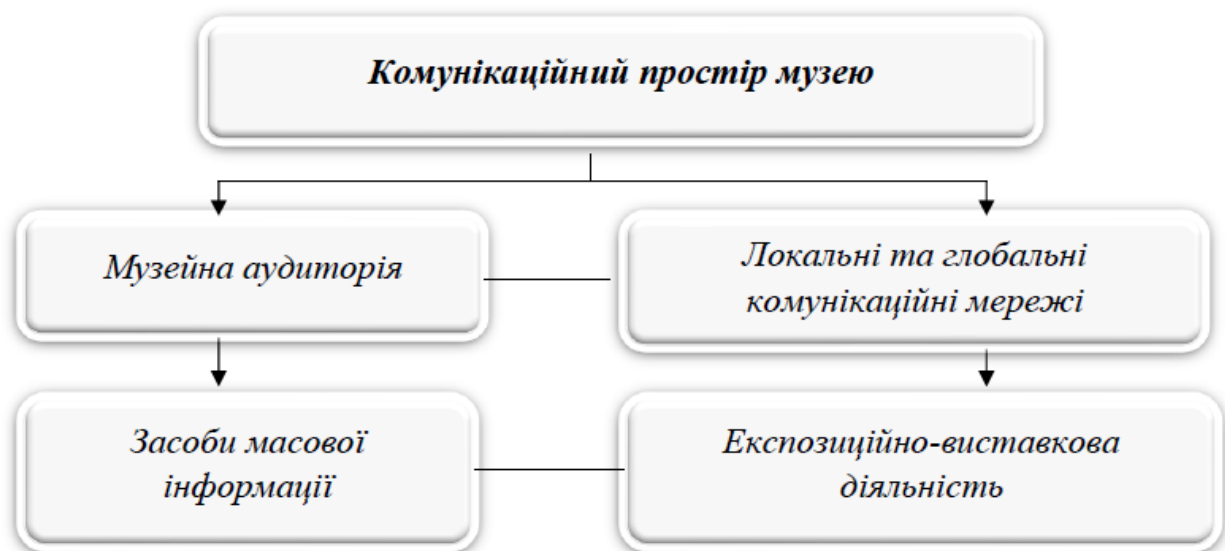 Комунікаційний простір музею
Музейна аудиторія
Локальні та глобальні
комунікаційні мережі
Засоби масової
інформації
Експозиційно-виставкова
діяльність